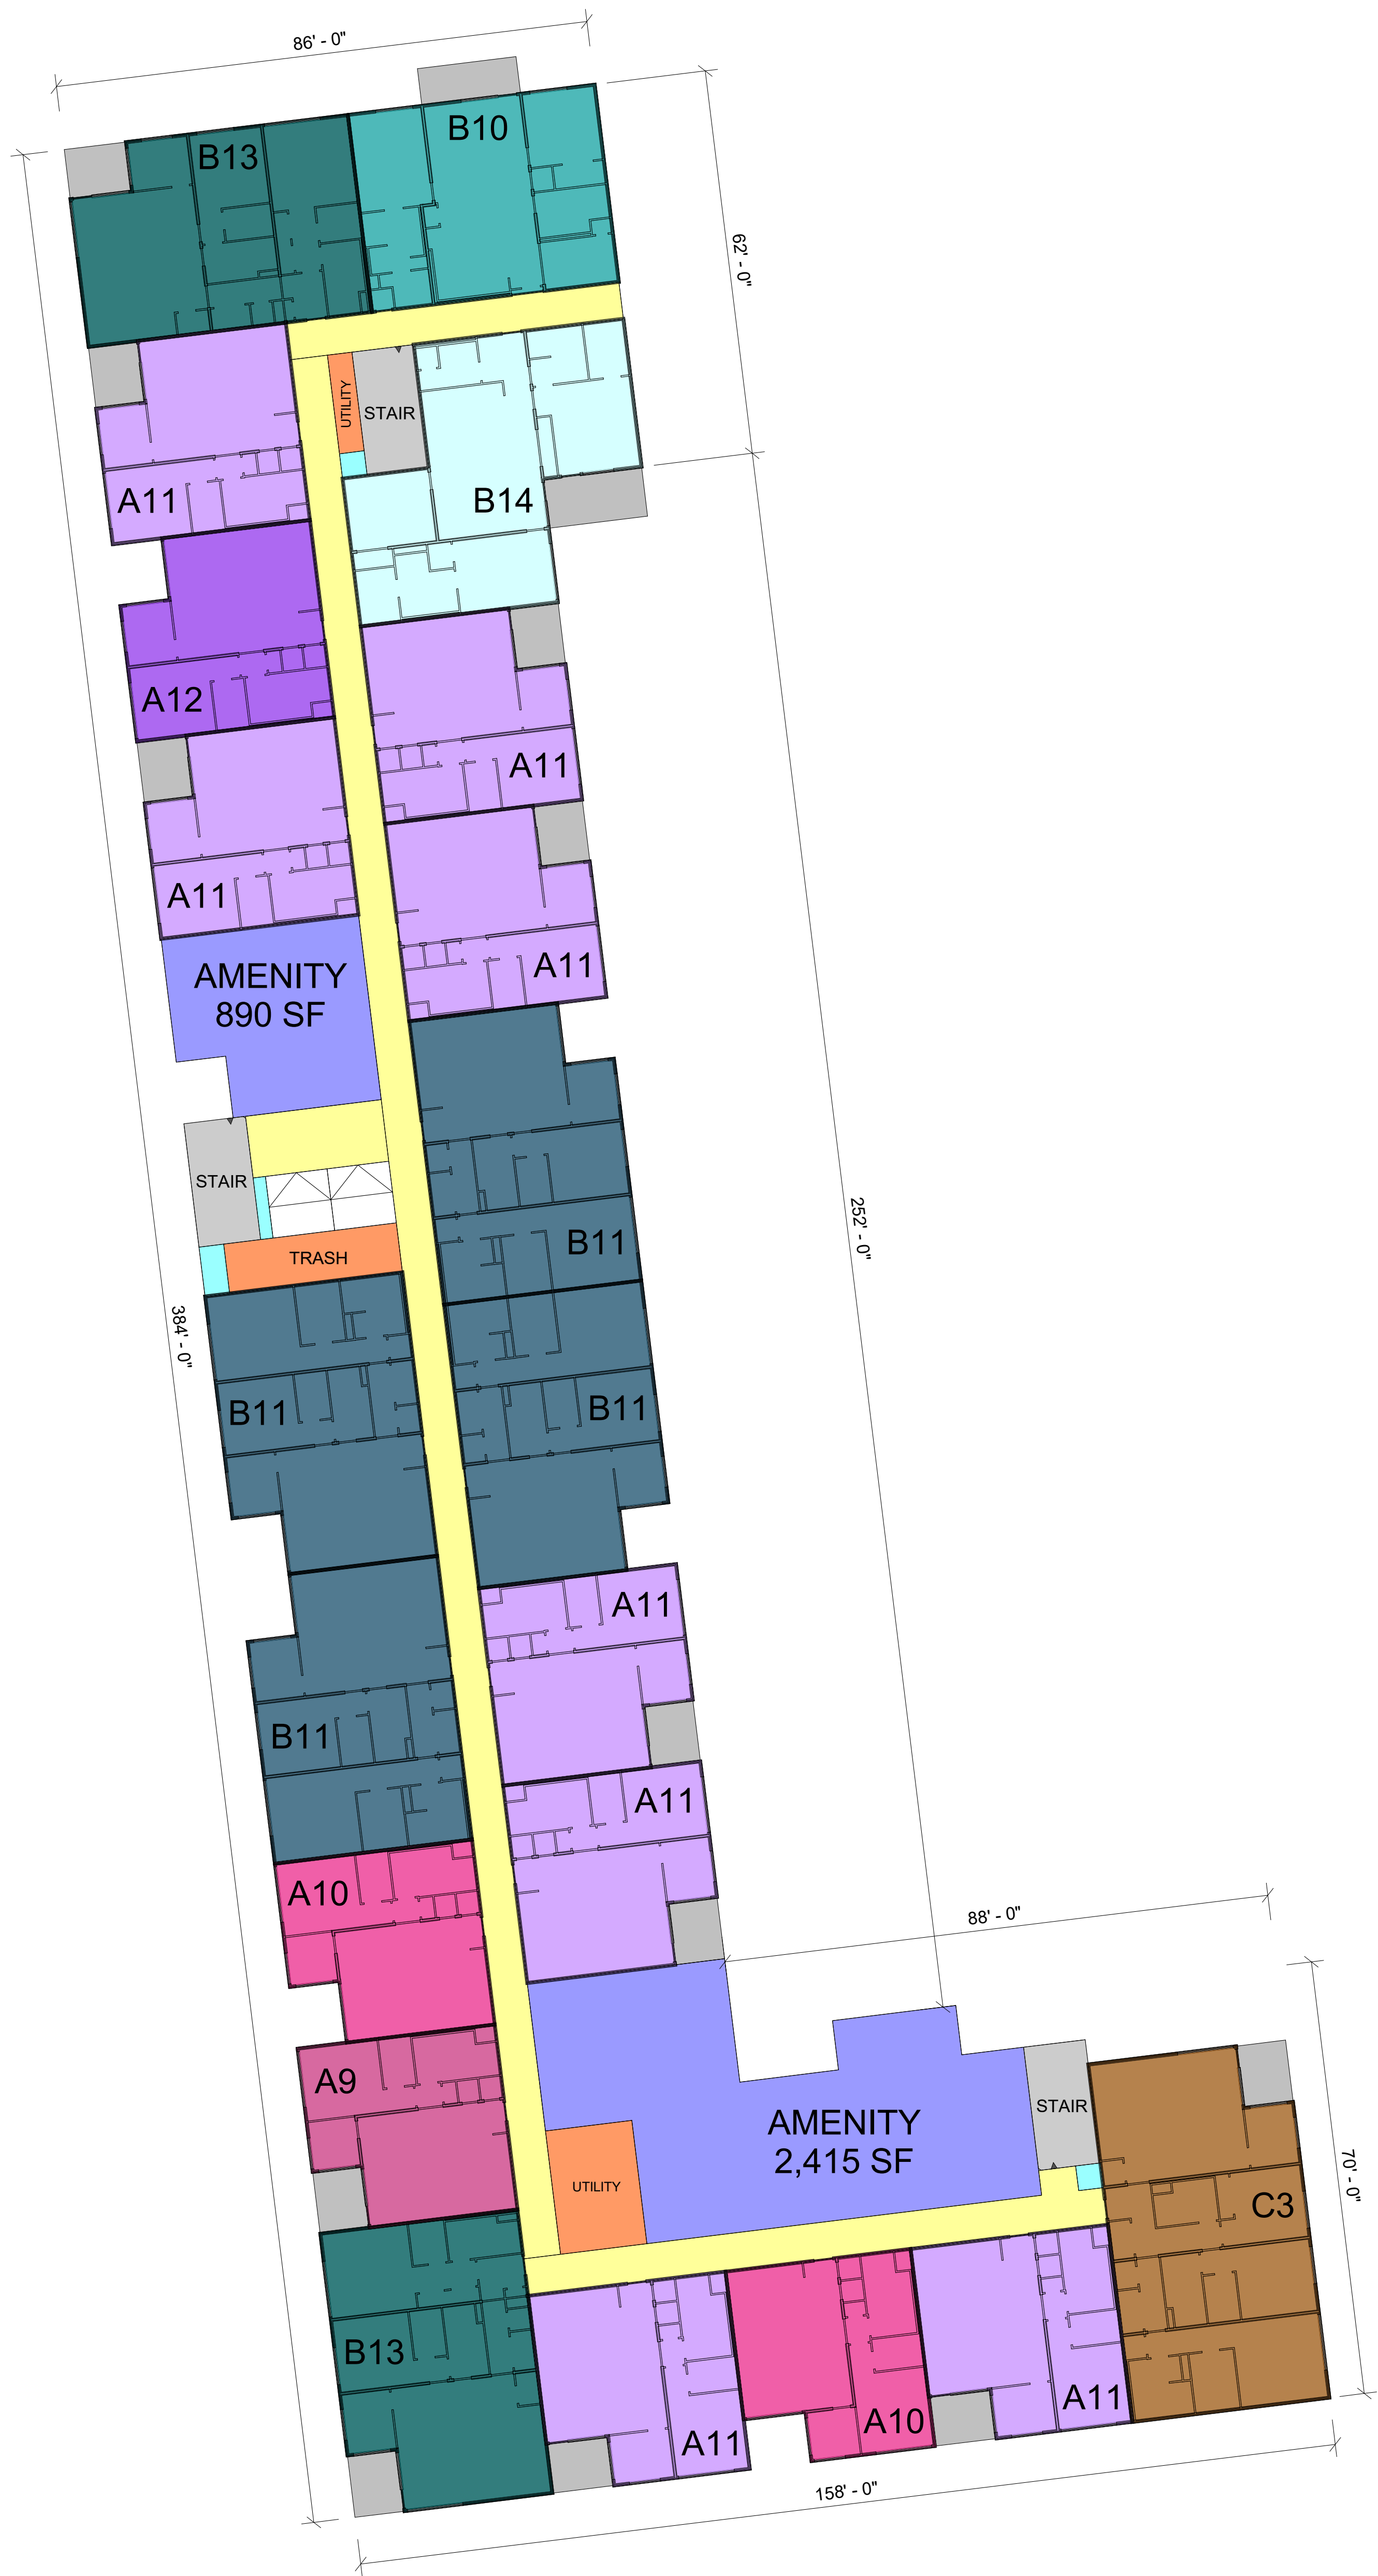 86' - 0"
B10
B13
62' - 0"
UTILITY
STAIR
A11
B14
A12
A11
A11
A11
AMENITY
890 SF
STAIR
B11
252' - 0"
TRASH
384' - 0"
B11
B11
A11
B11
A11
A10
88' - 0"
A9
STAIR
AMENITY
2,415 SF
70' - 0"
UTILITY
C3
B13
A11
A10
A11
158' - 0"